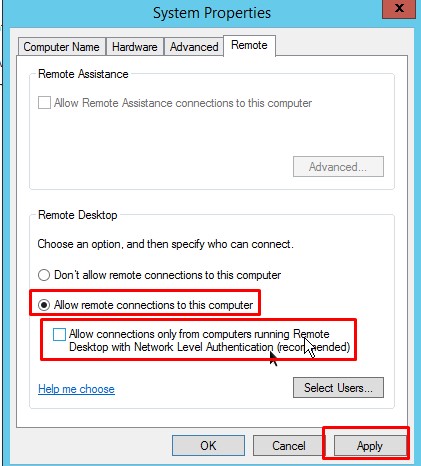 System Properties
x
Computer Name
Hardware
Advanced
Remote
Remote Assistance
Allow Remote Assistance connections to this computer
Advanced...
Remote Desktop
Choose an option, and then specify who can connect.
Don't allow remote connections to this computer
Allow remote connections to this computer
Allow connections only from computers running Remote
Desktop with Network Level Authentication (recommended)
Help me choose
Select Users...
OK
Cancel
Apply